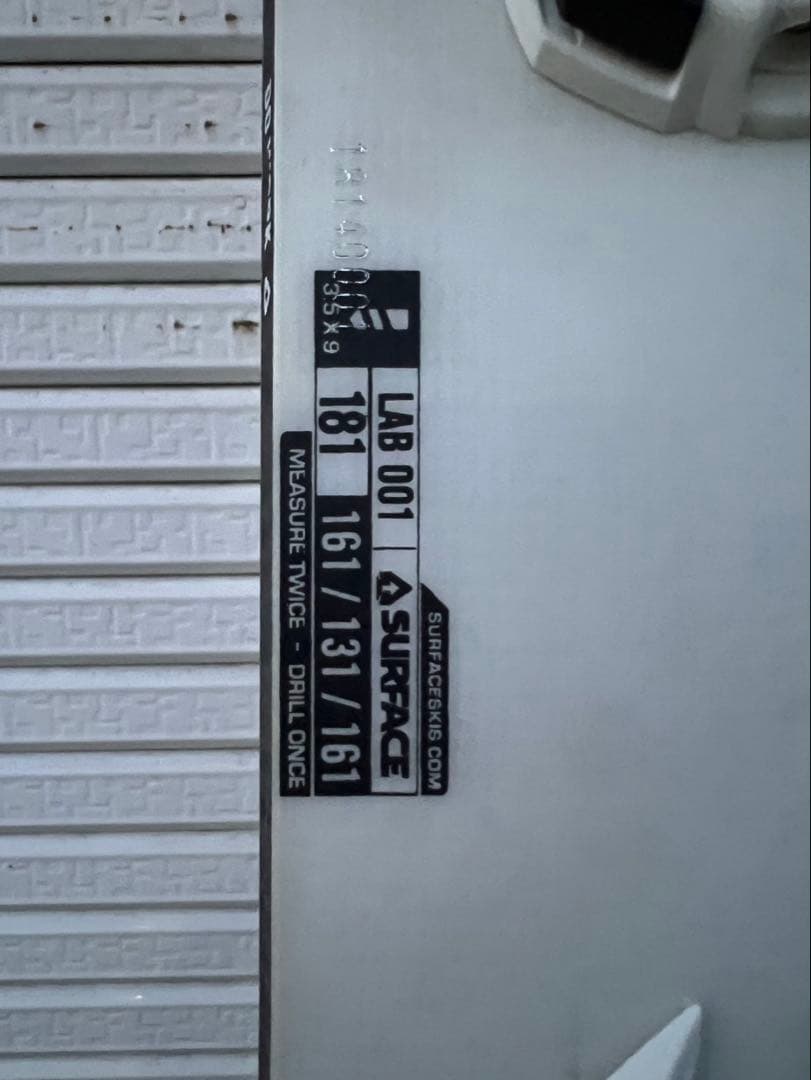 SURFACESKIS.COM
LAB 001 | SURFACE
3.5 X 9
181 161 / 131 / 161
MEASURE TWICE - DRILL ONCE